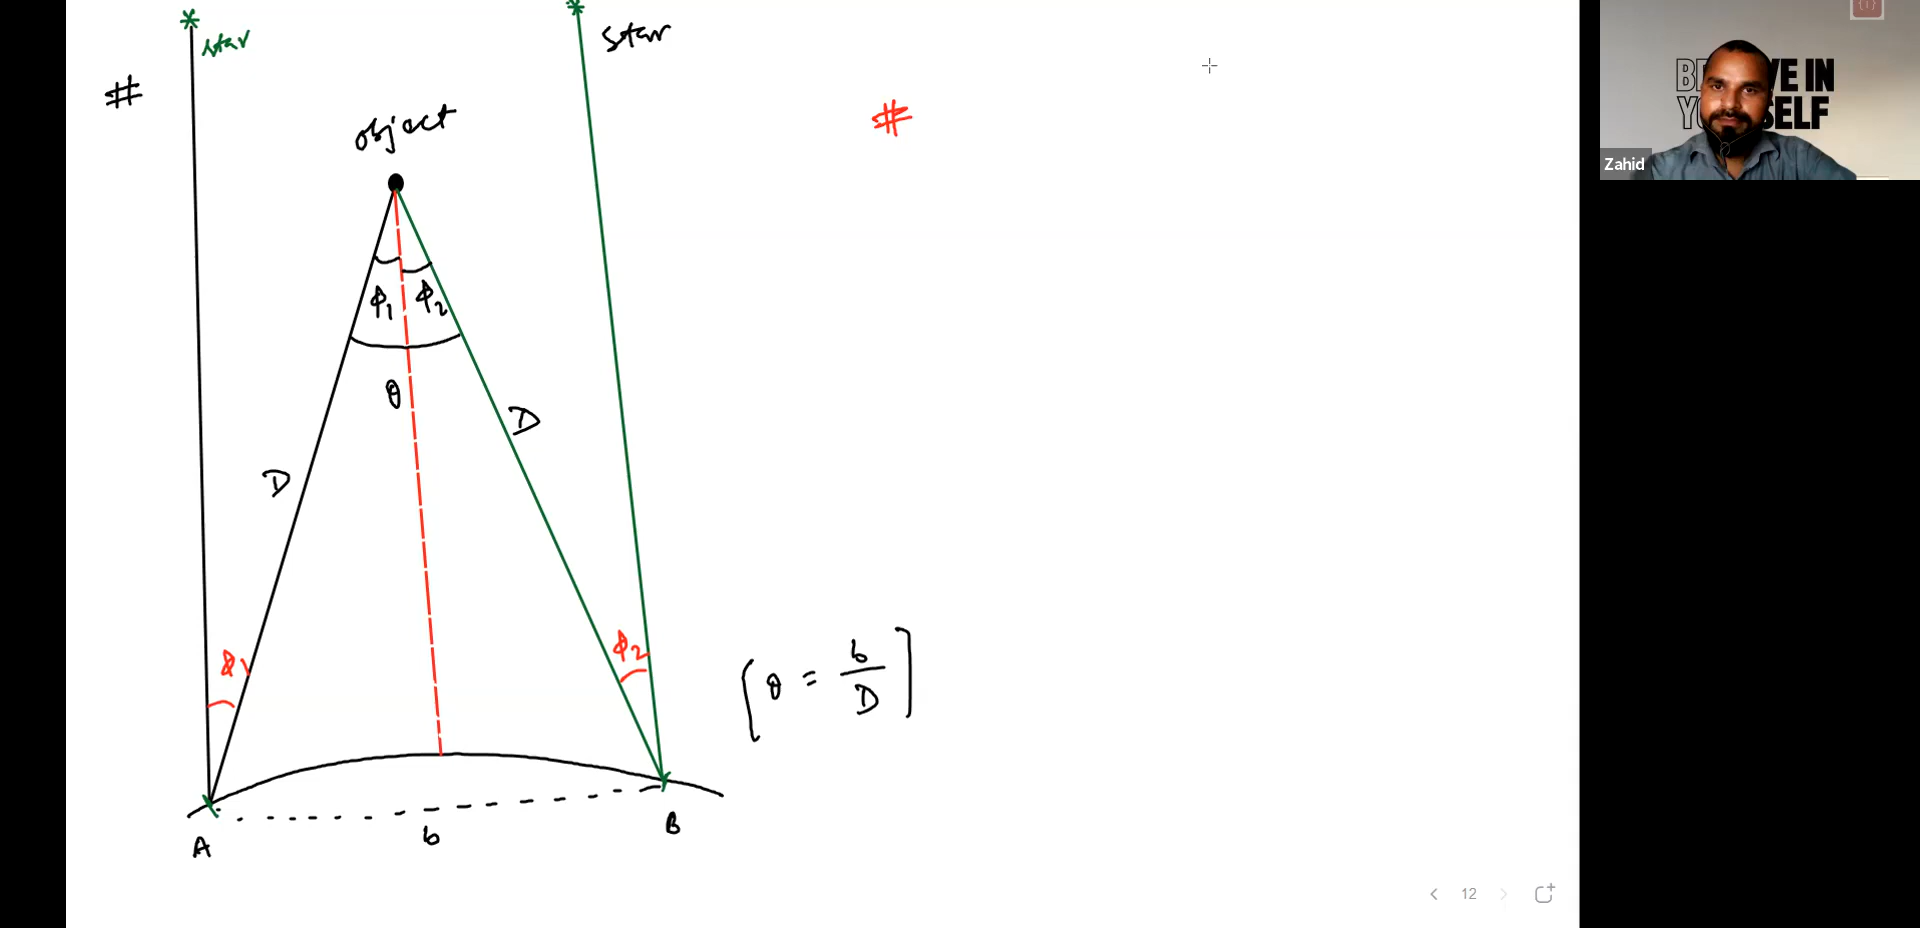 star
star
#
object
#
ϕ1 ϕ2
θ
D
D
ϕ1
ϕ2
[θ = b/D]
A
b
B
12
Zahid